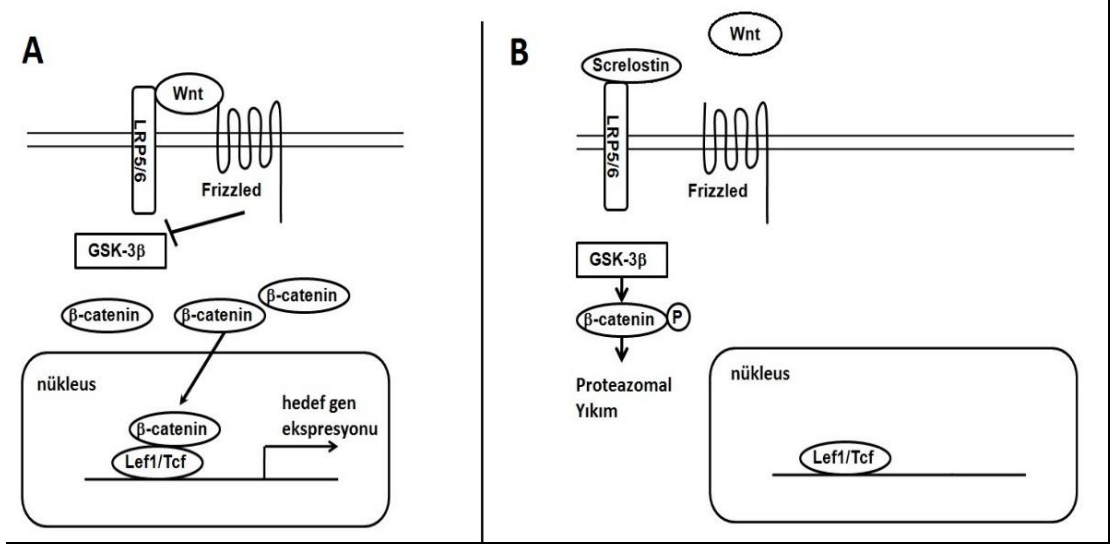 A
Wnt
LRP5/6
Frizzled
GSK-3β
β-catenin
β-catenin
β-catenin
nükleus
hedef gen
ekspresyonu
β-catenin
Lef1/Tcf
B
Wnt
Screlostin
LRP5/6
Frizzled
GSK-3β
β-catenin
P
Proteazomal
Yıkım
nükleus
Lef1/Tcf